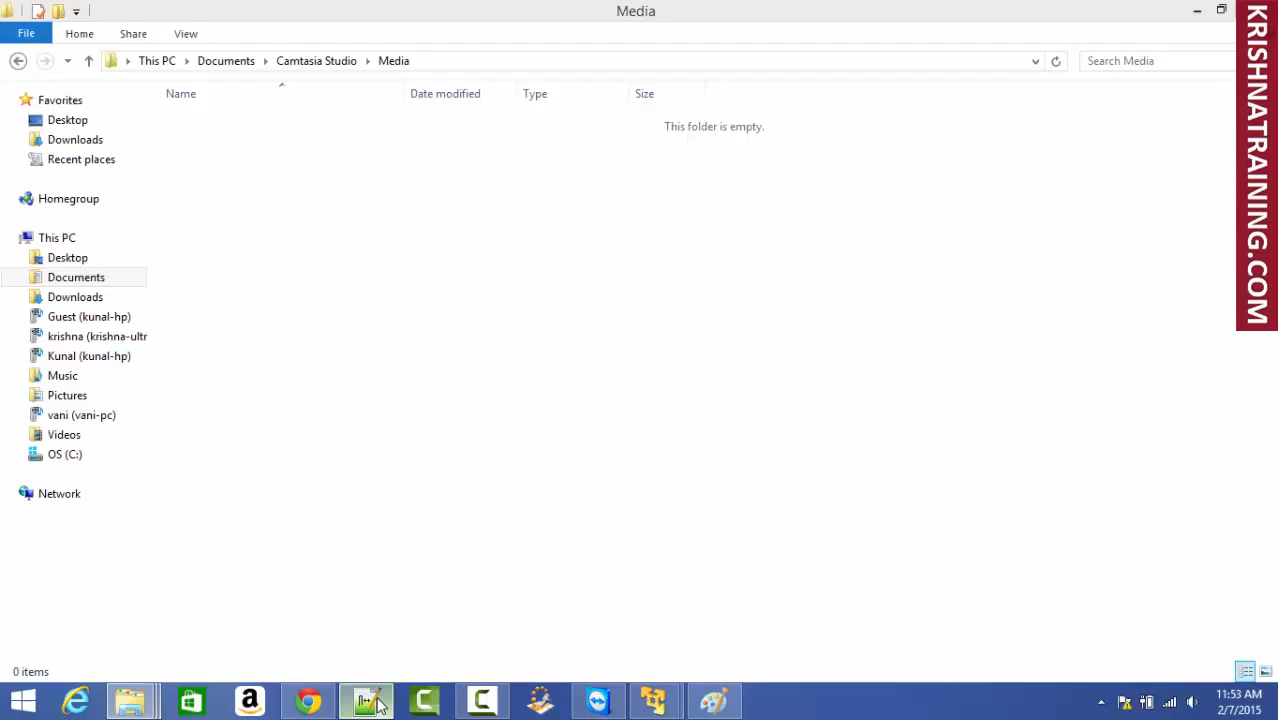 Media
File
Home
Share
View
This PC
Documents
Camtasia Studio
Media
Search Media
Name
Date modified
Type
Size
This folder is empty.
Favorites
Desktop
Downloads
Recent places
Homegroup
This PC
Desktop
Documents
Downloads
Guest (kunal-hp)
krishna (krishna-ultr
Kunal (kunal-hp)
Music
Pictures
vani (vani-pc)
Videos
OS (C:)
Network
0 items
11:53 AM
2/7/2015
KRISHNATRAINING.COM